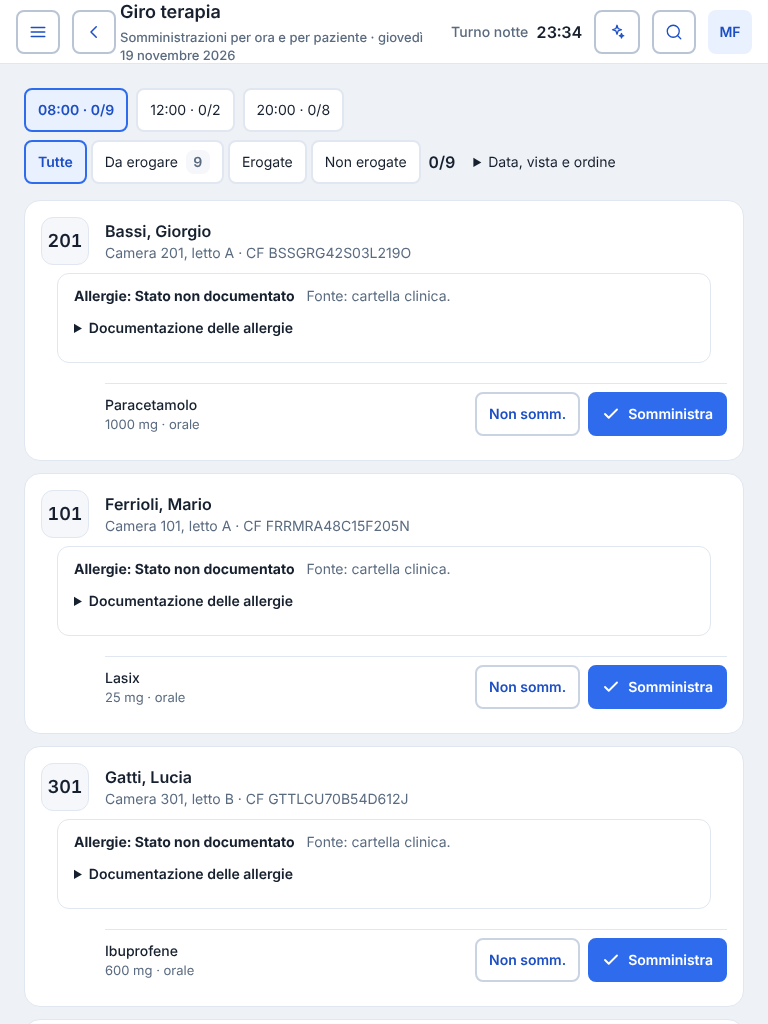 Giro terapia
Somministrazioni per ora e per paziente · giovedì
19 novembre 2026
Turno notte 23:34
MF
08:00 · 0/9
12:00 · 0/2
20:00 · 0/8
Tutte
Da erogare 9
Erogate
Non erogate
0/9
Data, vista e ordine
201
Bassi, Giorgio
Camera 201, letto A · CF BSSGRG42S03L219O
Allergie: Stato non documentato Fonte: cartella clinica.
Documentazione delle allergie
Paracetamolo
1000 mg · orale
Non somm.
Somministra
101
Ferrioli, Mario
Camera 101, letto A · CF FRRMRA48C15F205N
Allergie: Stato non documentato Fonte: cartella clinica.
Documentazione delle allergie
Lasix
25 mg · orale
Non somm.
Somministra
301
Gatti, Lucia
Camera 301, letto B · CF GTTLCU70B54D612J
Allergie: Stato non documentato Fonte: cartella clinica.
Documentazione delle allergie
Ibuprofene
600 mg · orale
Non somm.
Somministra